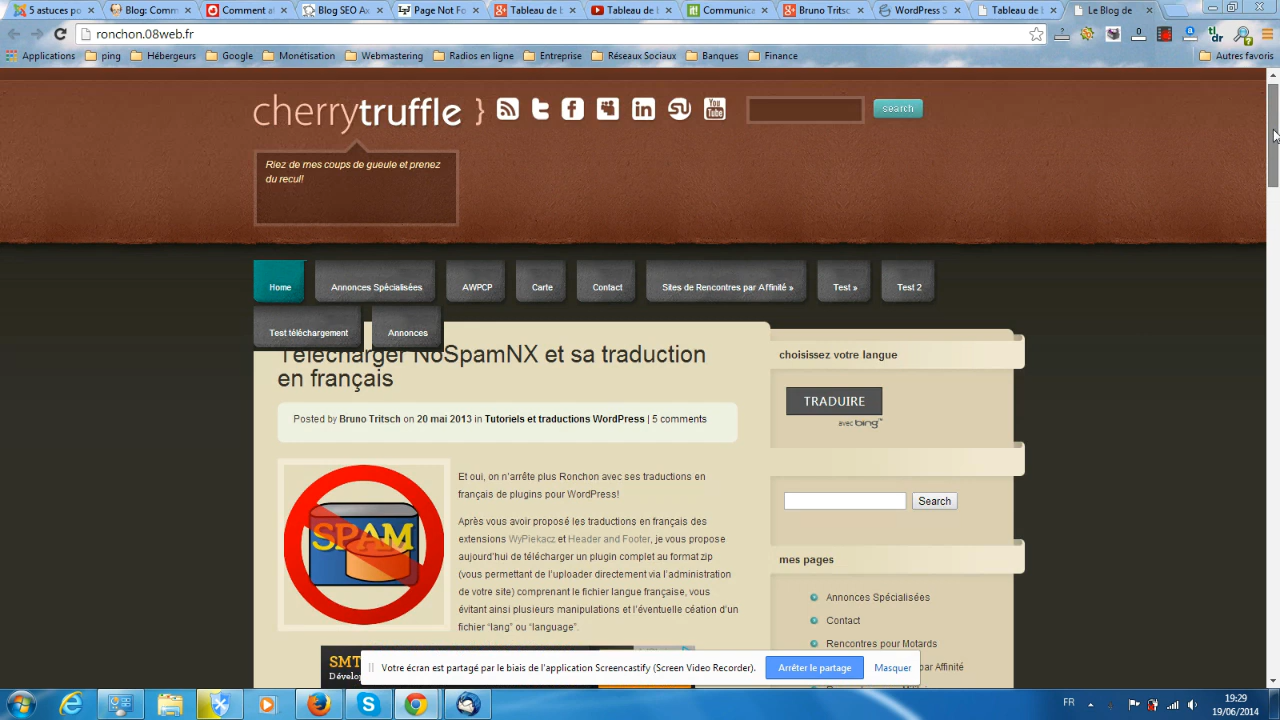 5 astuces po
Blog: Comm
Comment a
Blog SEO A
Page Not Fo
Tableau de
Tableau de
Communica
Bruno Tritsc
WordPress S
Tableau de
Le Blog de
ronchon.08web.fr
Applications
ping
Hébergeurs
Google
Monétisation
Webmastering
Radios en ligne
Entreprise
Réseaux Sociaux
Banques
Finance
Autres favoris
cherrytruffle }
You
Tube
search
Riez de mes coups de gueule et prenez
du recul!
Home
Annonces Spécialisées
AWPCP
Carte
Contact
Sites de Rencontres par Affinité »
Test »
Test 2
Test téléchargement
Annonces
Télécharger NoSpamNX et sa traduction
en français
Posted by Bruno Tritsch on 20 mai 2013 in Tutoriels et traductions WordPress | 5 comments
SPAM
Et oui, on n'arrête plus Ronchon avec ses traductions en
français de plugins pour WordPress!
Après vous avoir proposé les traductions en français des
extensions WyPiekacz et Header and Footer, je vous propose
aujourd'hui de télécharger un plugin complet au format zip
(vous permettant de l'uploader directement via l'administration
de votre site) comprenant le fichier langue française, vous
évitant ainsi plusieurs manipulations et l'éventuelle création d'un
fichier "lang" ou "language".
choisissez votre langue
TRADUIRE
avec bing™
Search
mes pages
Annonces Spécialisées
Contact
Rencontres pour Motards
par Affinité
SMT
Dévelop
Votre écran est partagé par le biais de l'application Screencastify (Screen Video Recorder).
Arrêter le partage
Masquer
FR
19:29
19/06/2014